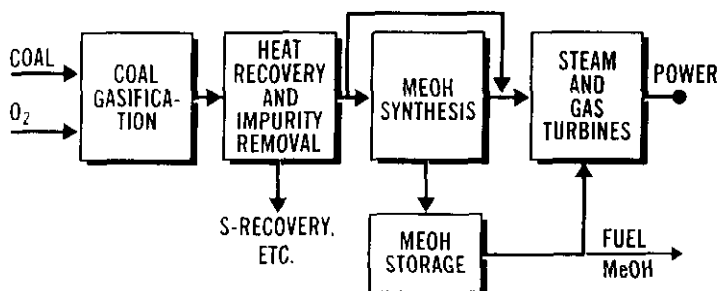 COAL
O2
COAL
GASIFICA-
TION
HEAT
RECOVERY
AND
IMPURITY
REMOVAL
MEOH
SYNTHESIS
STEAM
AND
GAS
TURBINES
POWER
S-RECOVERY,
ETC.
MEOH
STORAGE
FUEL
MeOH